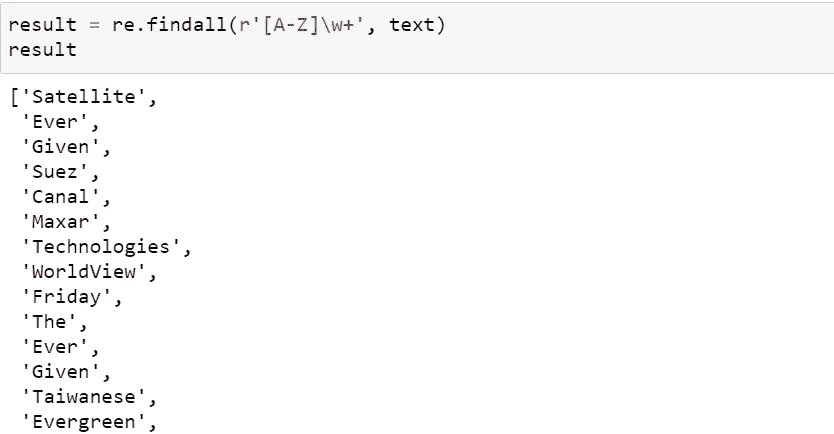 result = re.findall(r'[A-Z]\w+', text)
result
['Satellite',
'Ever',
'Given',
'Suez',
'Canal',
'Maxar',
'Technologies',
'WorldView',
'Friday',
'The',
'Ever',
'Given',
'Taiwanese',
'Evergreen',